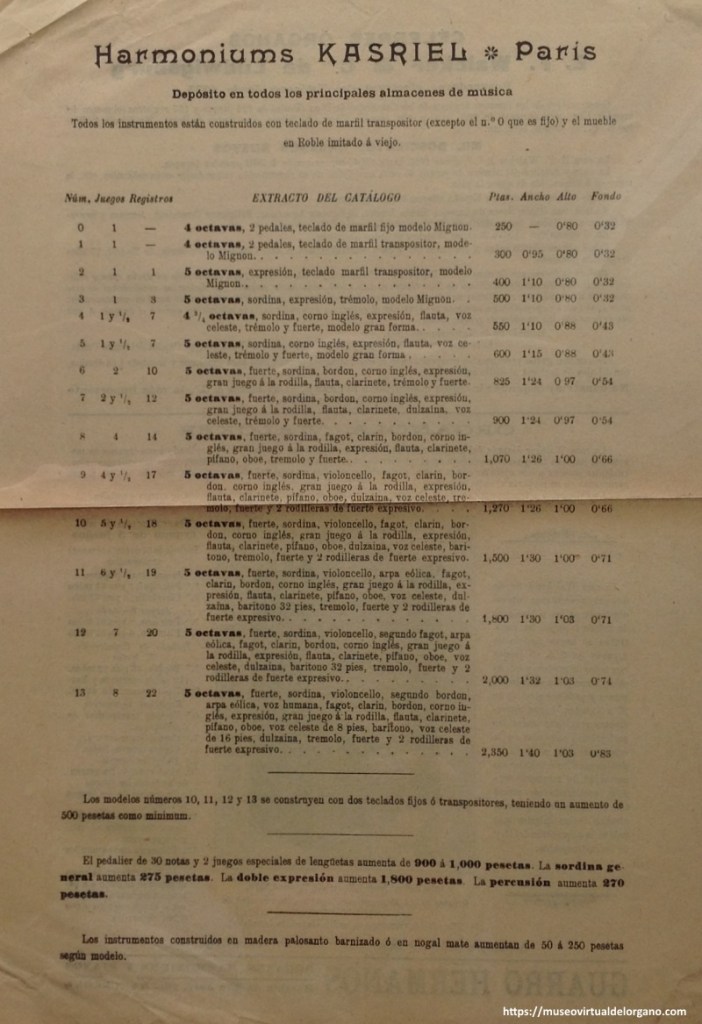 Harmoniums KASRIEL * Paris
Depósito en todos los principales almacenes de música
Todos los instrumentos están construidos con teclado de marfil transpositor (excepto el n.º 0 que es fijo) y el mueble
en Roble imitado á viejo.
Núm. Juegos Registros EXTRACTO DEL CATÁLOGO Ptas. Ancho Alto Fondo
0 1 — 4 octavas, 2 pedales, teclado de marfil fijo modelo Mignon. 250 — 0'80 0'32
1 1 — 4 octavas, 2 pedales, teclado de marfil transpositor, mode-
lo Mignon. . . . . . . . . . . . . . . 300 0'95 0'80 0'32
2 1 1 5 octavas, expresión, teclado marfil transpositor, modelo
Mignon. . . . . . . . . . . . . . . . 400 1'10 0'80 0'32
3 1 3 5 octavas, sordina, expresión, trémolo, modelo Mignon. . 500 1'10 0'80 0'32
4 1 y 1/2 7 4 1/2 octavas, sordina, corno inglés, expresión, flauta, voz
celeste, trémolo y fuerte, modelo gran forma. . . . . 550 1'10 0'88 0'43
5 1 y 1/2 7 5 octavas, sordina, corno inglés, expresión, flauta, voz ce-
leste, trémolo y fuerte, modelo gran forma . . . . . 600 1'15 0'88 0'43
6 2 10 5 octavas, fuerte, sordina, bordon, corno inglés, expresión,
gran juego á la rodilla, flauta, clarinete, trémolo y fuerte. 825 1'24 0'97 0'54
7 2 y 1/2 12 5 octavas, fuerte, sordina, bordon, corno inglés, expresión,
gran juego á la rodilla, flauta, clarinete, dulzaina, voz
celeste, trémolo y fuerte. . . . . . . . . . . 900 1'24 0'97 0'54
8 4 14 5 octavas, fuerte, sordina, fagot, clarin, bordon, corno in-
glés, gran juego á la rodilla, expresión, flauta, clarinete,
pífano, oboe, tremolo y fuerte. . . . . . . . . 1,070 1'26 1'00 0'66
9 4 y 1/2 17 5 octavas, fuerte, sordina, violoncello, fagot, clarin, bor-
don. corno inglés, gran juego á la rodilla, expresión,
flauta, clarinete, pífano, oboe, dulzaina, voz celeste, tre-
molo, fuerte y 2 rodilleras de fuerte expresivo. . . . 1,270 1'26 1'00 0'66
10 5 y 1/2 18 5 octavas, fuerte, sordina, violoncello, fagot, clarin, bor-
don, corno inglés, gran juego á la rodilla, expresión,
flauta, clarinete, pífano, oboe, dulzaina, voz celeste, barí-
tono, tremolo, fuerte y 2 rodilleras de fuerte expresivo. 1,500 1'30 1'00 0'71
11 6 y 1/2 19 5 octavas, fuerte, sordina, violoncello, arpa eólica, fagot,
clarin, bordon, corno inglés, gran juego á la rodilla, ex-
presión, flauta, clarinete, pífano, oboe, voz celeste, dul-
zaina, baritono 32 pies, tremolo, fuerte y 2 rodilleras de
fuerte expresivo. . . . . . . . . . . . . 1,800 1'30 1'03 0'71
12 7 20 5 octavas, fuerte, sordina, violoncello, segundo fagot, arpa
eólica, fagot, clarin, bordon, corno inglés, gran juego á
la rodilla, expresión, flauta, clarinete, pífano, oboe, voz
celeste, dulzaina, baritono 32 pies, tremolo, fuerte y 2
rodilleras de fuerte expresivo. . . . . . . . . . 2,000 1'32 1'03 0'74
13 8 22 5 octavas, fuerte, sordina, violoncello, segundo bordon,
arpa eólica, voz humana, fagot, clarin, bordon, corno in-
glés, expresión, gran juego á la rodilla, flauta, clarinete,
pífano, oboe, voz celeste de 8 pies, barítono, voz celeste
de 16 pies, dulzaina, tremolo, fuerte y 2 rodilleras de
fuerte expresivo. . . . . . . . . . . . . 2,350 1'40 1'03 0'83
Los modelos números 10, 11, 12 y 13 se construyen con dos teclados fijos ó transpositores, teniendo un aumento de
500 pesetas como minimum.
El pedalier de 30 notas y 2 juegos especiales de lengüetas aumenta de 900 á 1,000 pesetas. La sordina ge-
neral aumenta 275 pesetas. La doble expresión aumenta 1,800 pesetas. La percusión aumenta 270
pesetas.
Los instrumentos construidos en madera palosanto barnizado ó en nogal mate aumentan de 50 á 250 pesetas
según modelo.
https://museovirtualdelorgano.com